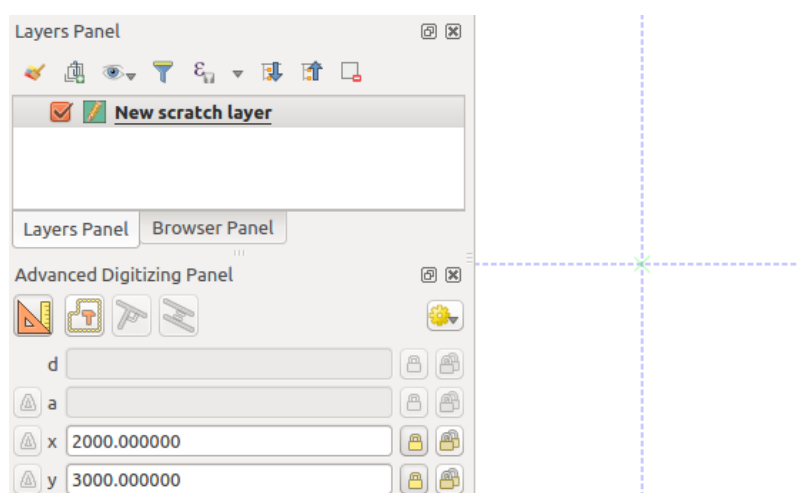 Layers Panel
New scratch layer
Layers Panel Browser Panel
Advanced Digitizing Panel
d
a
x 2000.000000
y 3000.000000